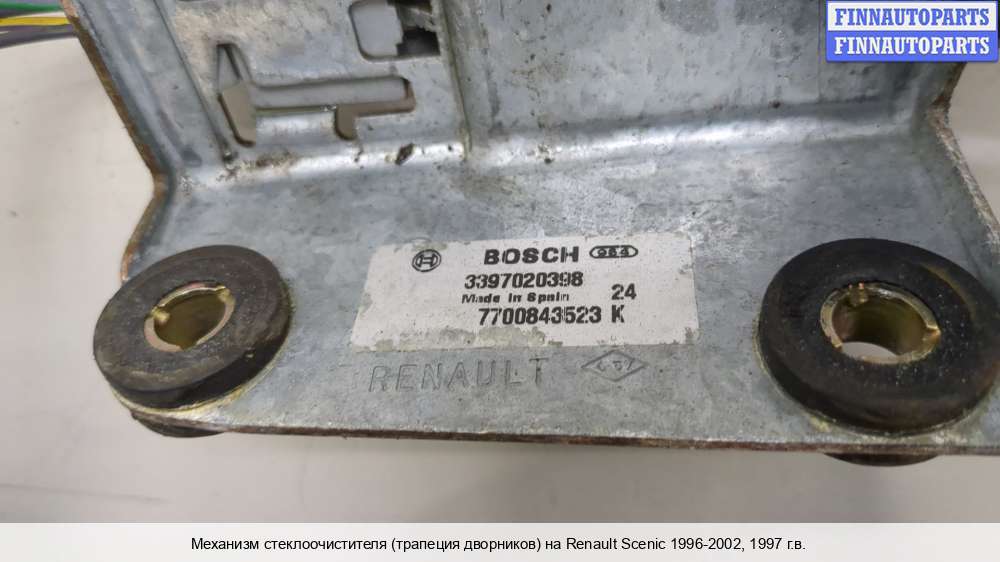 FINNAUTOPARTS
FINNAUTOPARTS
BOSCH 984
3397020398
Made in Spain 24
7700843523 K
RENAULT
Механизм стеклоочистителя (трапеция дворников) на Renault Scenic 1996-2002, 1997 г.в.